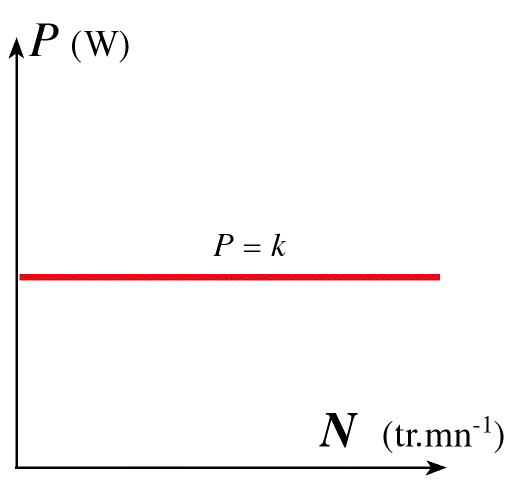 P (W)
P = k
N (tr.mn⁻¹)